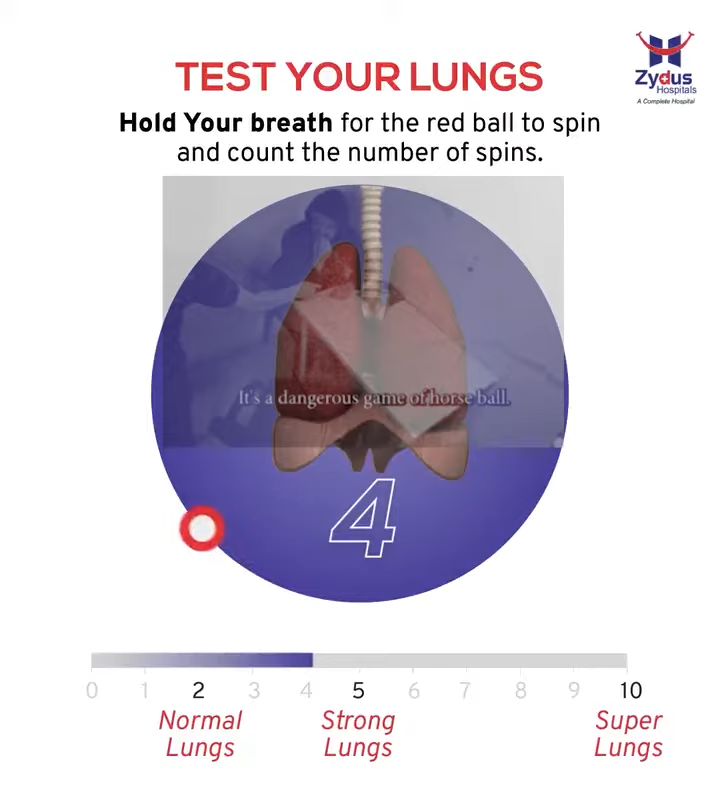 TEST YOUR LUNGS
Zydus
Hospitals
A Complete Hospital
Hold Your breath for the red ball to spin
and count the number of spins.
It's a dangerous game of horse ball.
4
0 1 2 3 4 5 6 7 8 9 10
Normal Strong Super
Lungs Lungs Lungs